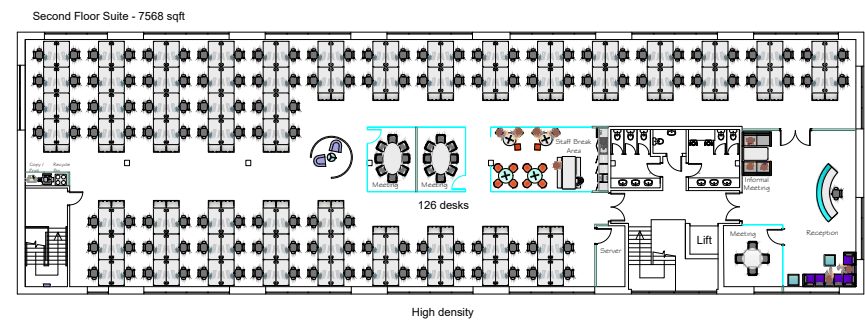 Second Floor Suite - 7568 sqft
Staff Break
Area
Copy /
Recycle
Meeting
Meeting
Informal
Meeting
126 desks
Meeting
Reception
Lift
Server
High density